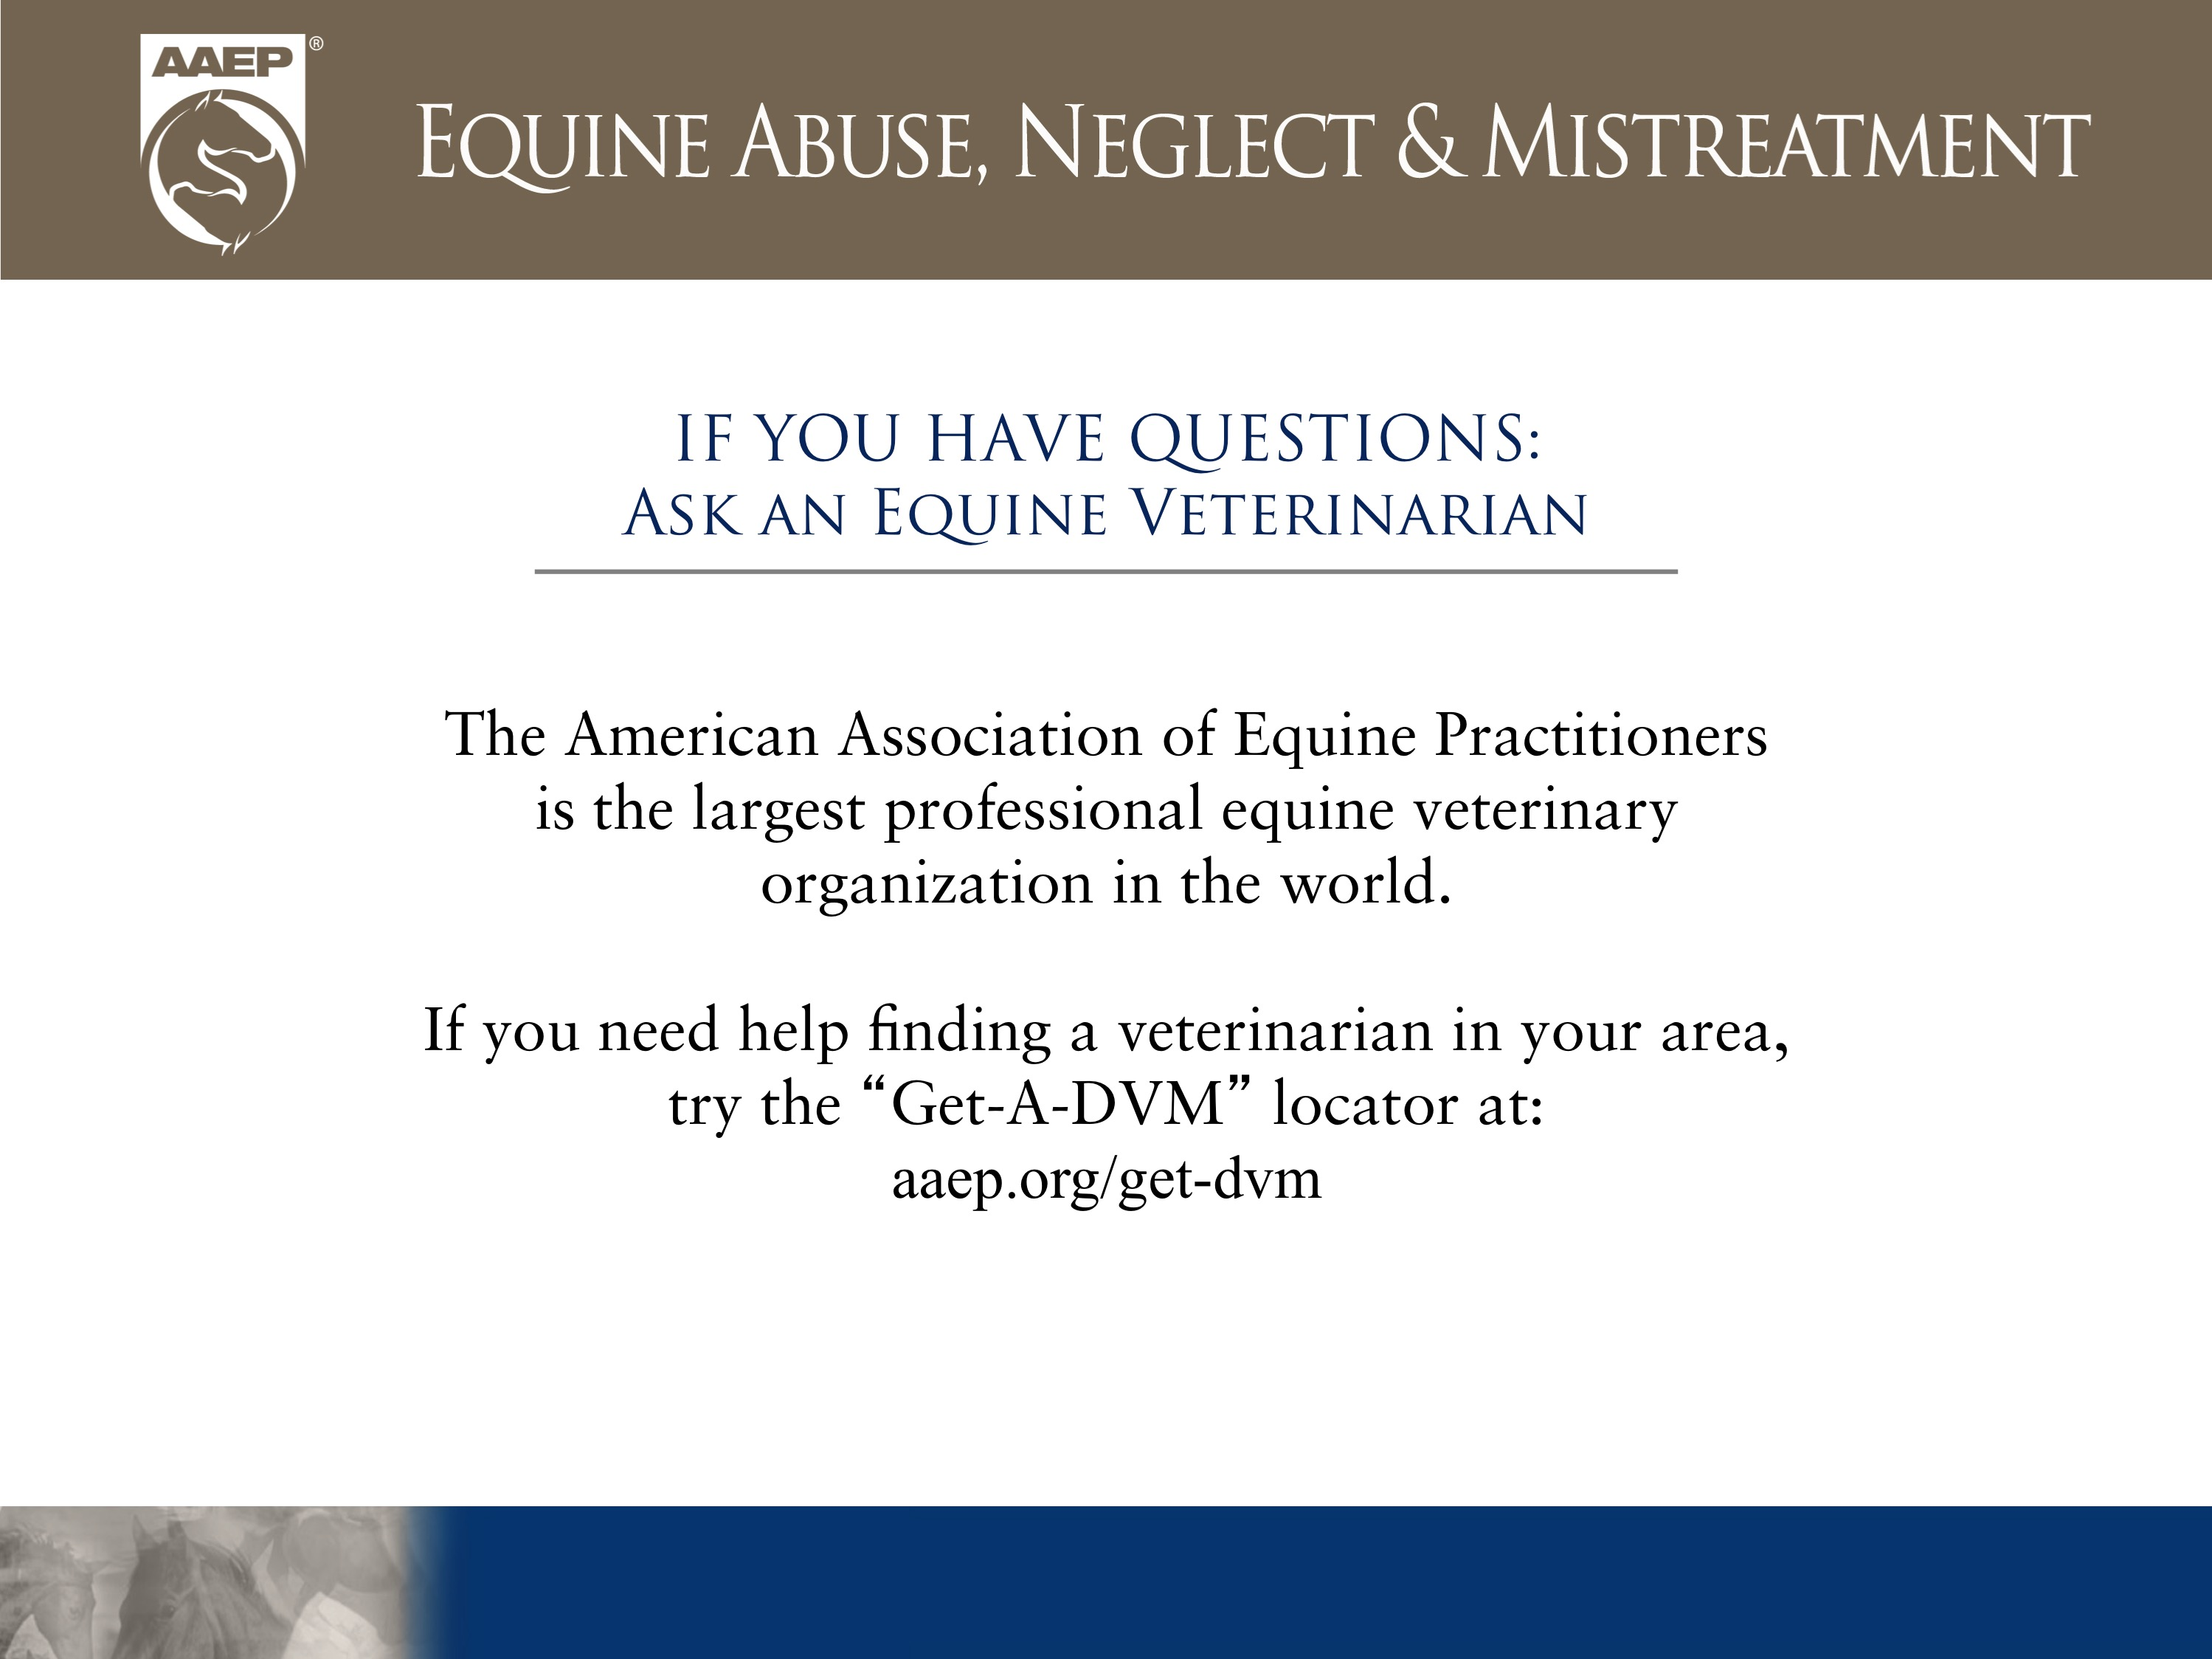 AAEP®
EQUINE ABUSE, NEGLECT & MISTREATMENT
IF YOU HAVE QUESTIONS:
ASK AN EQUINE VETERINARIAN
The American Association of Equine Practitioners
is the largest professional equine veterinary
organization in the world.
If you need help finding a veterinarian in your area,
try the “Get-A-DVM” locator at:
aaep.org/get-dvm